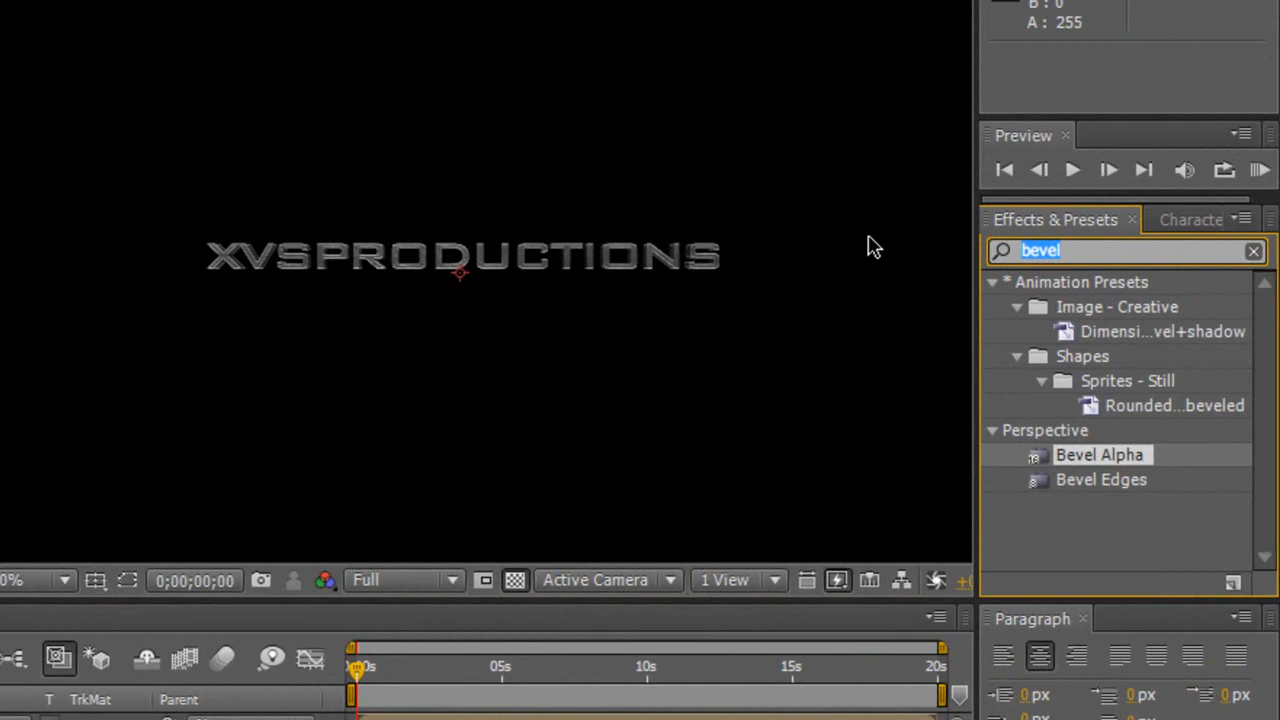 B : 0
A : 255
Preview
Effects & Presets
Characte
bevel
* Animation Presets
Image - Creative
Dimensi...vel+shadow
Shapes
Sprites - Still
Rounded...beveled
Perspective
Bevel Alpha
Bevel Edges
XVSPRODUCTIONS
0%
0;00;00;00
Full
Active Camera
1 View
+0
Paragraph
0 px
0 px
0 px
0s
05s
10s
15s
20s
T TrkMat Parent